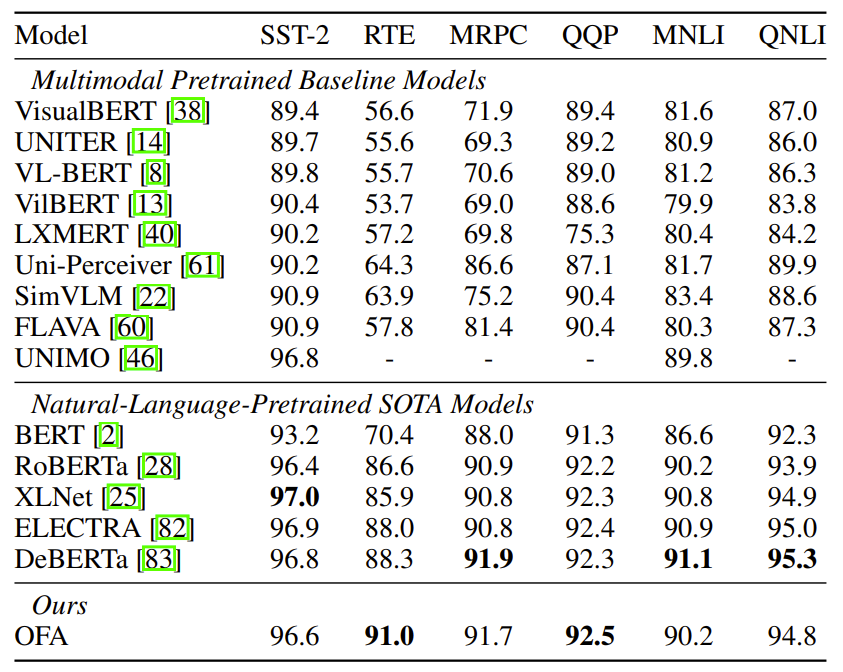 Model SST-2 RTE MRPC QQP MNLI QNLI
Multimodal Pretrained Baseline Models
VisualBERT [38] 89.4 56.6 71.9 89.4 81.6 87.0
UNITER [14] 89.7 55.6 69.3 89.2 80.9 86.0
VL-BERT [8] 89.8 55.7 70.6 89.0 81.2 86.3
VilBERT [13] 90.4 53.7 69.0 88.6 79.9 83.8
LXMERT [40] 90.2 57.2 69.8 75.3 80.4 84.2
Uni-Perceiver [61] 90.2 64.3 86.6 87.1 81.7 89.9
SimVLM [22] 90.9 63.9 75.2 90.4 83.4 88.6
FLAVA [60] 90.9 57.8 81.4 90.4 80.3 87.3
UNIMO [46] 96.8 - - - 89.8 -
Natural-Language-Pretrained SOTA Models
BERT [2] 93.2 70.4 88.0 91.3 86.6 92.3
RoBERTa [28] 96.4 86.6 90.9 92.2 90.2 93.9
XLNet [25] 97.0 85.9 90.8 92.3 90.8 94.9
ELECTRA [82] 96.9 88.0 90.8 92.4 90.9 95.0
DeBERTa [83] 96.8 88.3 91.9 92.3 91.1 95.3
Ours
OFA 96.6 91.0 91.7 92.5 90.2 94.8